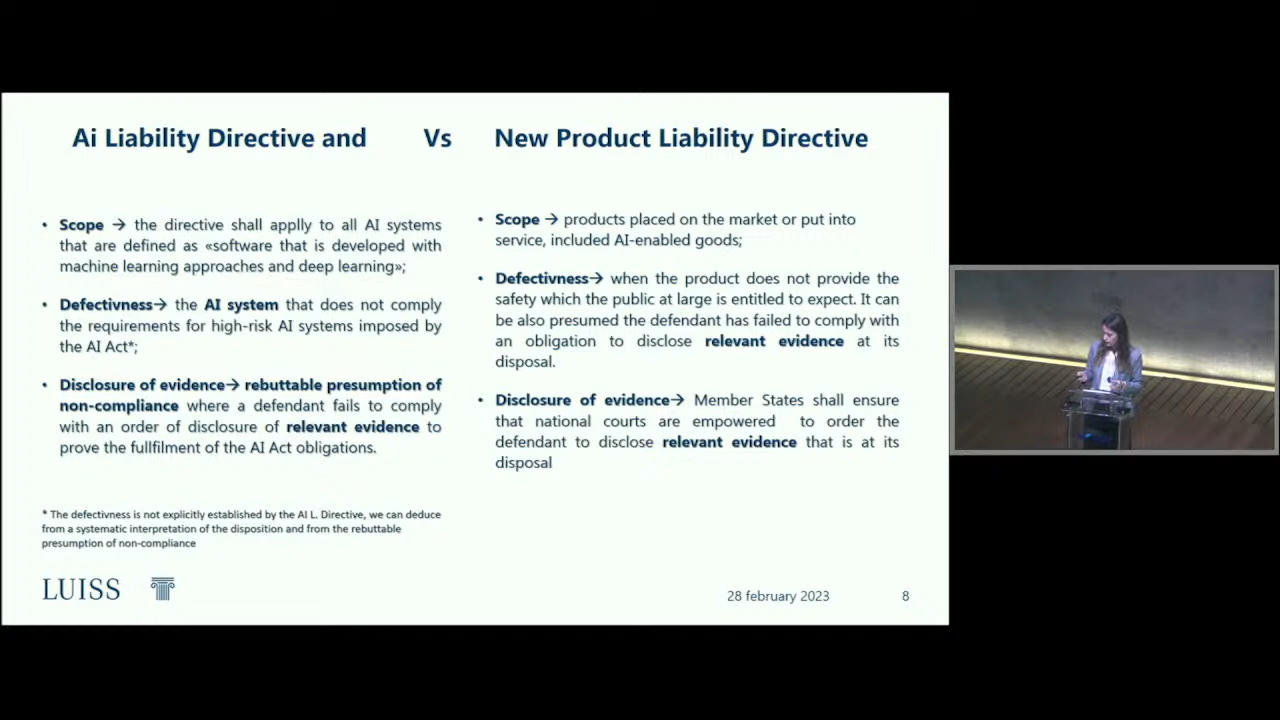 Ai Liability Directive and Vs New Product Liability Directive
• Scope → the directive shall applly to all AI systems
that are defined as «software that is developed with
machine learning approaches and deep learning»;
• Defectivness→ the AI system that does not comply
the requirements for high-risk AI systems imposed by
the AI Act*;
• Disclosure of evidence→ rebuttable presumption of
non-compliance where a defendant fails to comply
with an order of disclosure of relevant evidence to
prove the fullfilment of the AI Act obligations.
* The defectivness is not explicitly established by the AI L. Directive, we can deduce
from a systematic interpretation of the disposition and from the rebuttable
presumption of non-compliance
• Scope → products placed on the market or put into
service, included AI-enabled goods;
• Defectivness→ when the product does not provide the
safety which the public at large is entitled to expect. It can
be also presumed the defendant has failed to comply with
an obligation to disclose relevant evidence at its
disposal.
• Disclosure of evidence→ Member States shall ensure
that national courts are empowered to order the
defendant to disclose relevant evidence that is at its
disposal
LUISS
28 february 2023
8